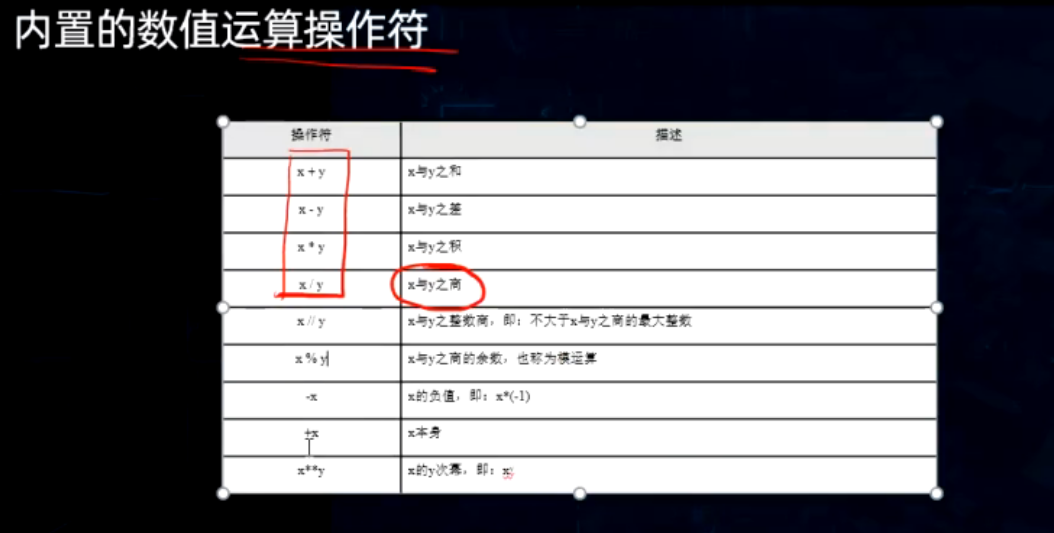 内置的数值运算操作符
操作符 描述
x + y x与y之和
x - y x与y之差
x * y x与y之积
x / y x与y之商
x // y x与y之整数商，即：不大于x与y之商的最大整数
x % y x与y之商的余数，也称为模运算
-x x的负值，即：x*(-1)
+x x本身
x**y x的y次幂，即：x